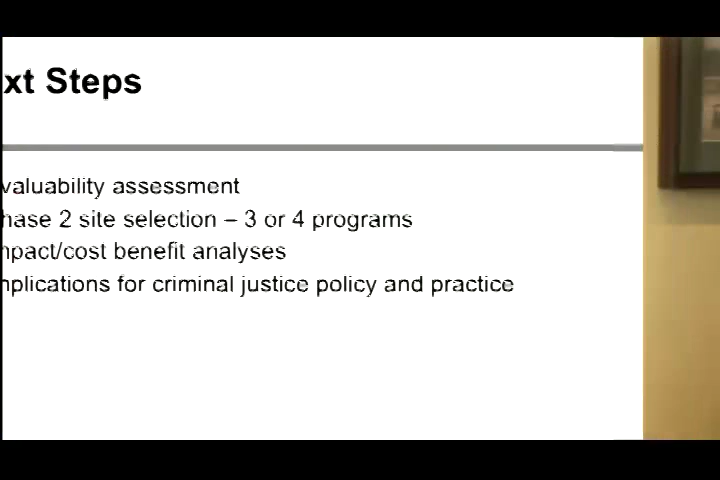 xt Steps
valuability assessment
hase 2 site selection – 3 or 4 programs
mpact/cost benefit analyses
mplications for criminal justice policy and practice